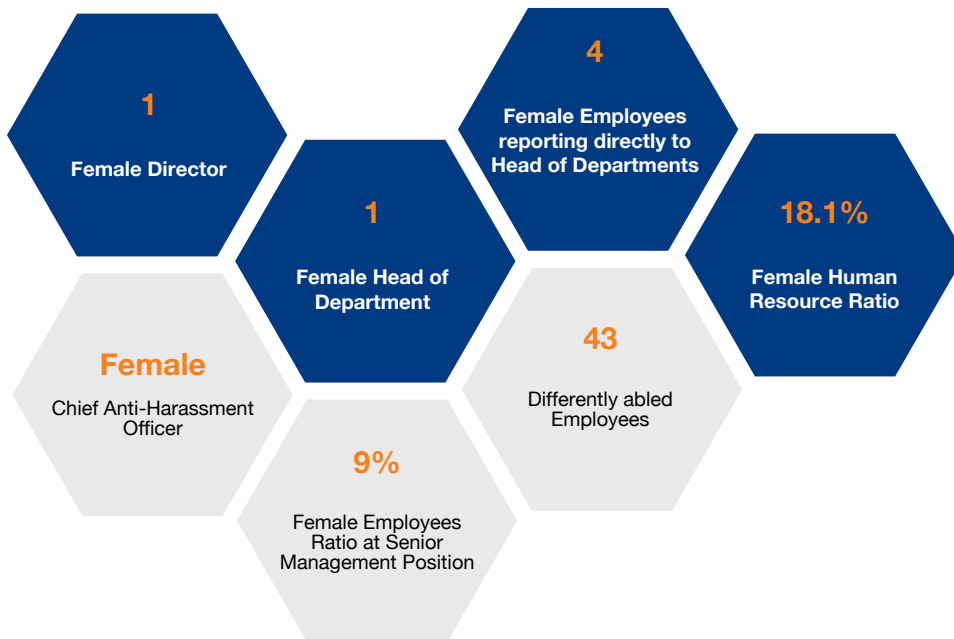 1
Female Director
1
Female Head of
Department
4
Female Employees
reporting directly to
Head of Departments
18.1%
Female Human
Resource Ratio
Female
Chief Anti-Harassment
Officer
9%
Female Employees
Ratio at Senior
Management Position
43
Differently abled
Employees